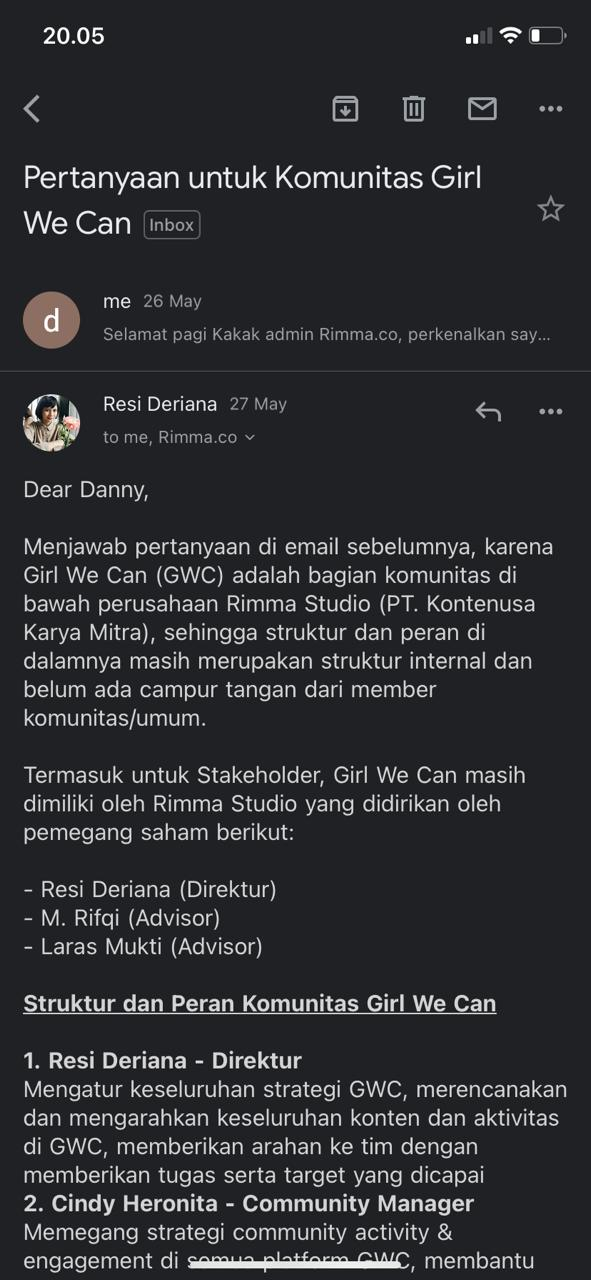 20.05
Pertanyaan untuk Komunitas Girl
We Can Inbox
d
me 26 May
Selamat pagi Kakak admin Rimma.co, perkenalkan say...
Resi Deriana 27 May
to me, Rimma.co
Dear Danny,
Menjawab pertanyaan di email sebelumnya, karena
Girl We Can (GWC) adalah bagian komunitas di
bawah perusahaan Rimma Studio (PT. Kontenusa
Karya Mitra), sehingga struktur dan peran di
dalamnya masih merupakan struktur internal dan
belum ada campur tangan dari member
komunitas/umum.
Termasuk untuk Stakeholder, Girl We Can masih
dimiliki oleh Rimma Studio yang didirikan oleh
pemegang saham berikut:
- Resi Deriana (Direktur)
- M. Rifqi (Advisor)
- Laras Mukti (Advisor)
Struktur dan Peran Komunitas Girl We Can
1. Resi Deriana - Direktur
Mengatur keseluruhan strategi GWC, merencanakan
dan mengarahkan keseluruhan konten dan aktivitas
di GWC, memberikan arahan ke tim dengan
memberikan tugas serta target yang dicapai
2. Cindy Heronita - Community Manager
Memegang strategi community activity &
engagement di semua platform GWC, membantu